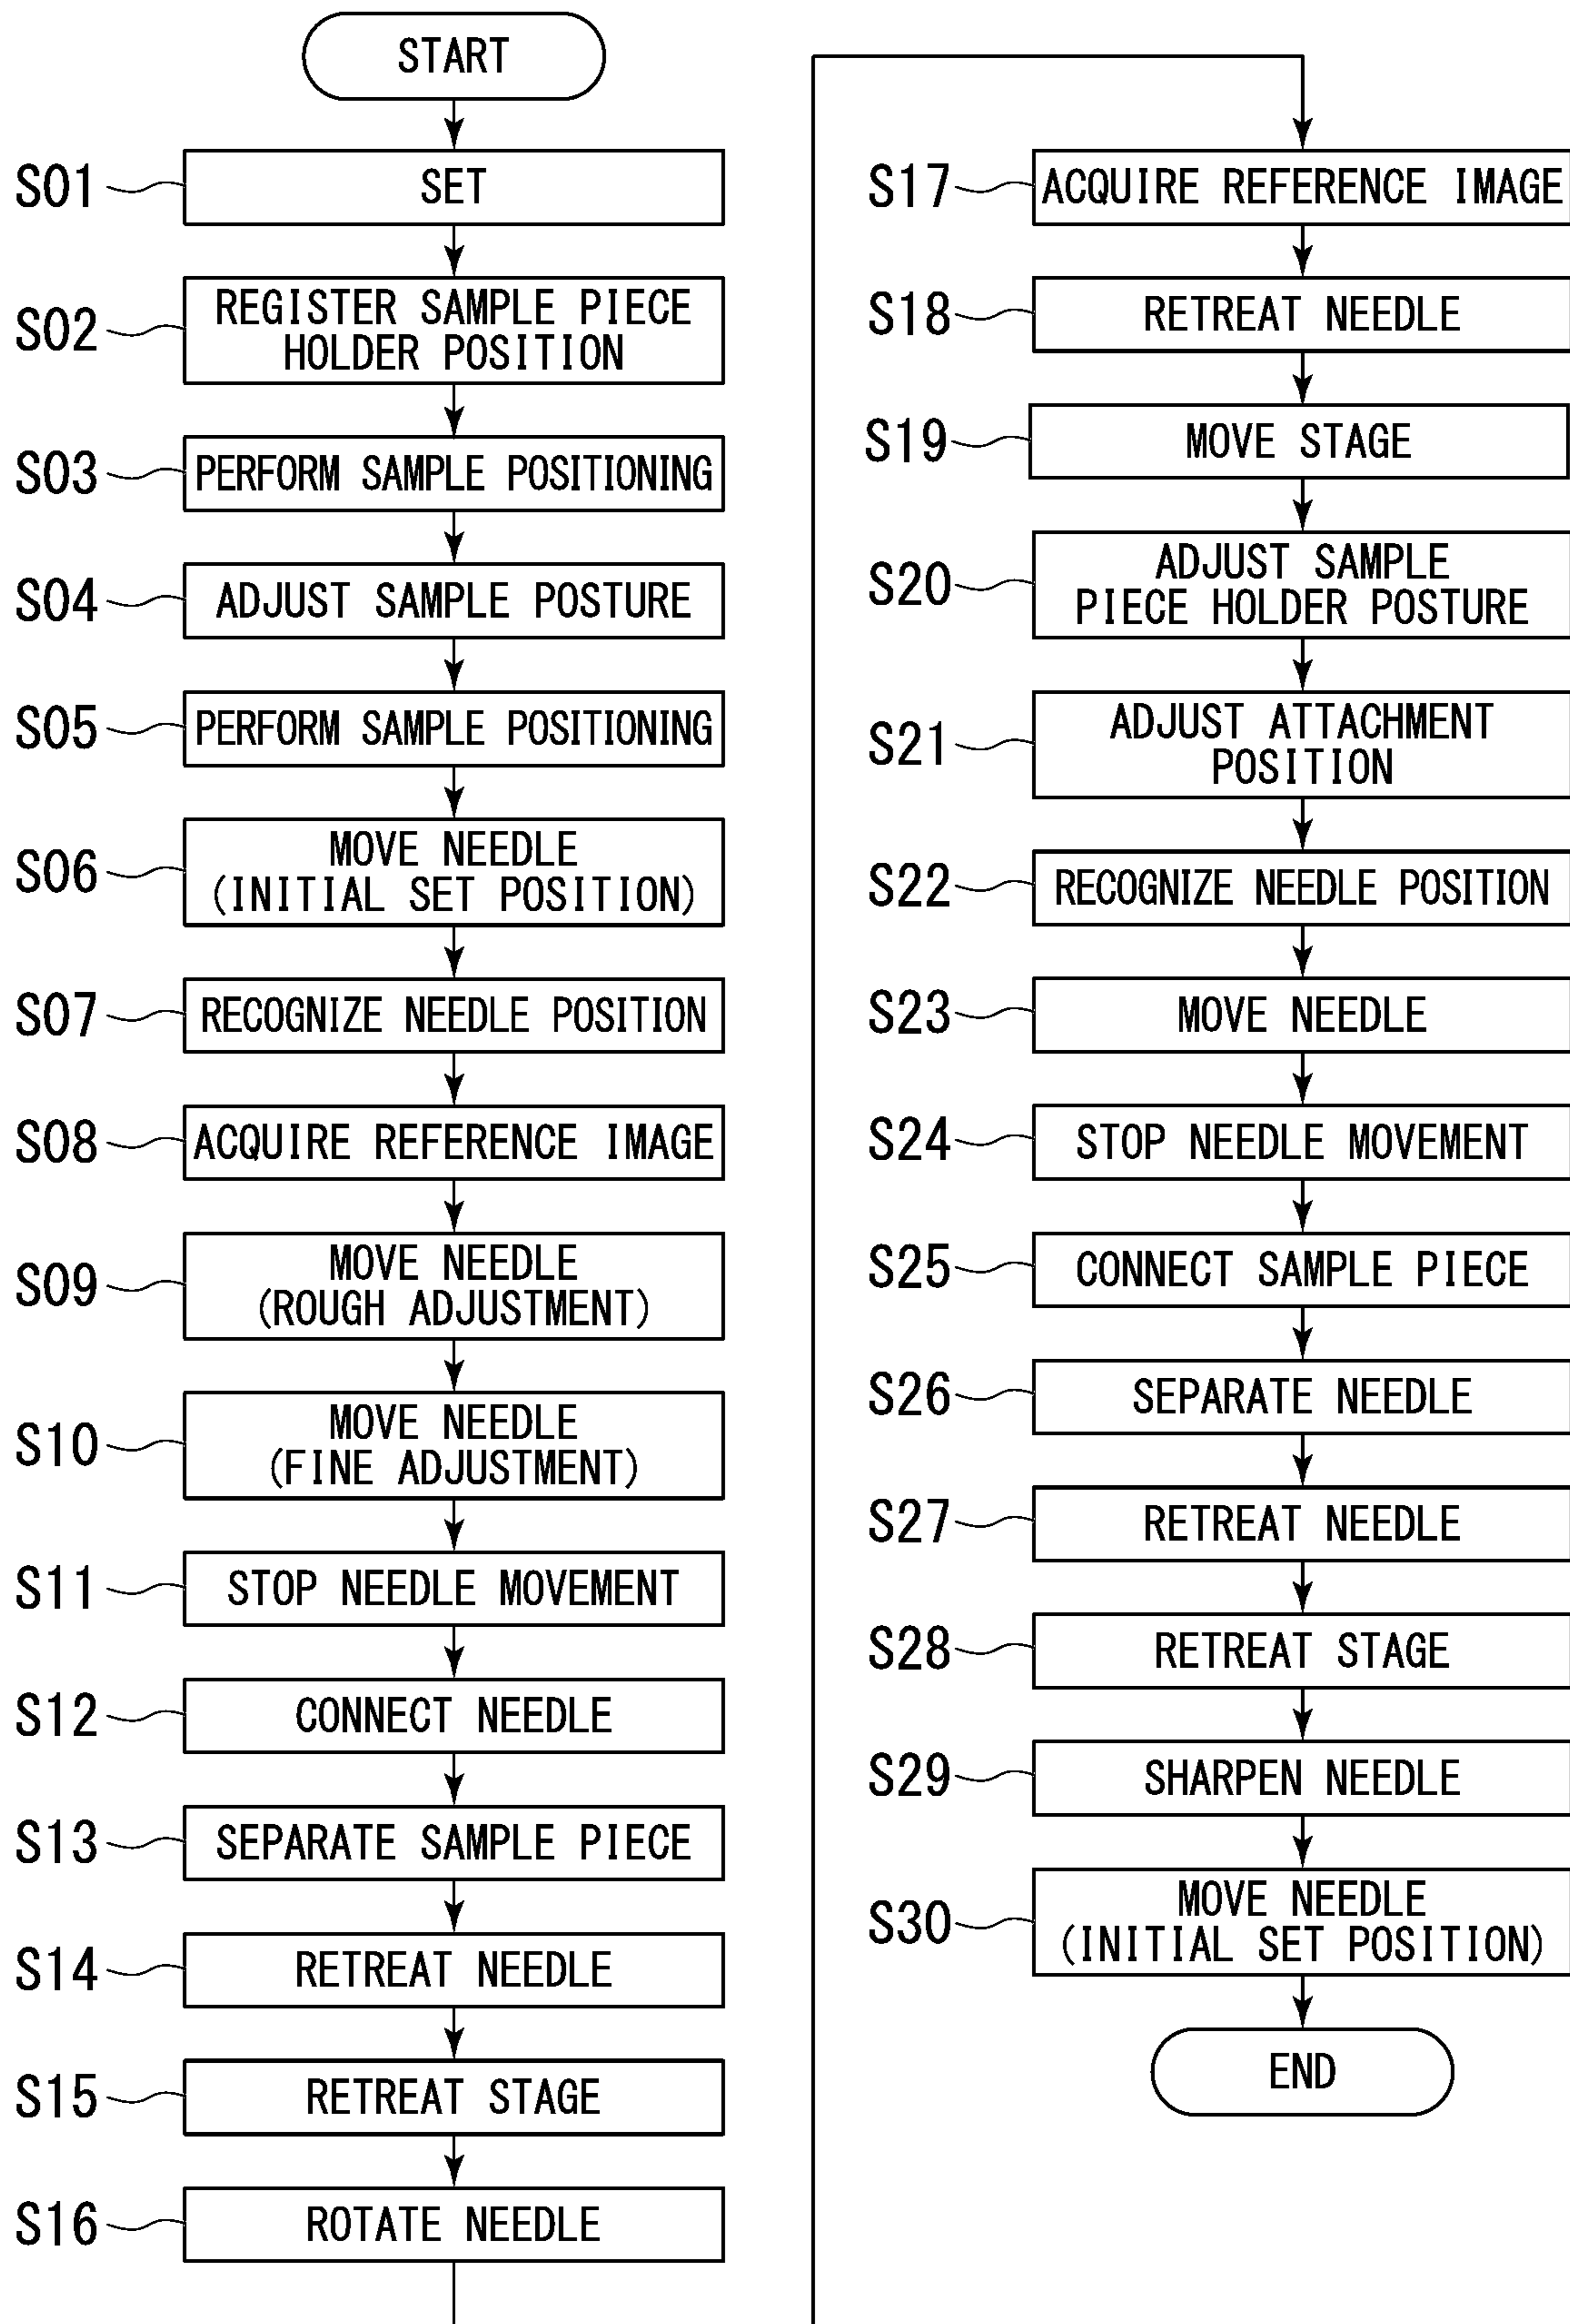 START
S01
SET
S02
REGISTER SAMPLE PIECE
HOLDER POSITION
S03
PERFORM SAMPLE POSITIONING
S04
ADJUST SAMPLE POSTURE
S05
PERFORM SAMPLE POSITIONING
S06
MOVE NEEDLE
(INITIAL SET POSITION)
S07
RECOGNIZE NEEDLE POSITION
S08
ACQUIRE REFERENCE IMAGE
S09
MOVE NEEDLE
(ROUGH ADJUSTMENT)
S10
MOVE NEEDLE
(FINE ADJUSTMENT)
S11
STOP NEEDLE MOVEMENT
S12
CONNECT NEEDLE
S13
SEPARATE SAMPLE PIECE
S14
RETREAT NEEDLE
S15
RETREAT STAGE
S16
ROTATE NEEDLE
S17
ACQUIRE REFERENCE IMAGE
S18
RETREAT NEEDLE
S19
MOVE STAGE
S20
ADJUST SAMPLE
PIECE HOLDER POSTURE
S21
ADJUST ATTACHMENT
POSITION
S22
RECOGNIZE NEEDLE POSITION
S23
MOVE NEEDLE
S24
STOP NEEDLE MOVEMENT
S25
CONNECT SAMPLE PIECE
S26
SEPARATE NEEDLE
S27
RETREAT NEEDLE
S28
RETREAT STAGE
S29
SHARPEN NEEDLE
S30
MOVE NEEDLE
(INITIAL SET POSITION)
END